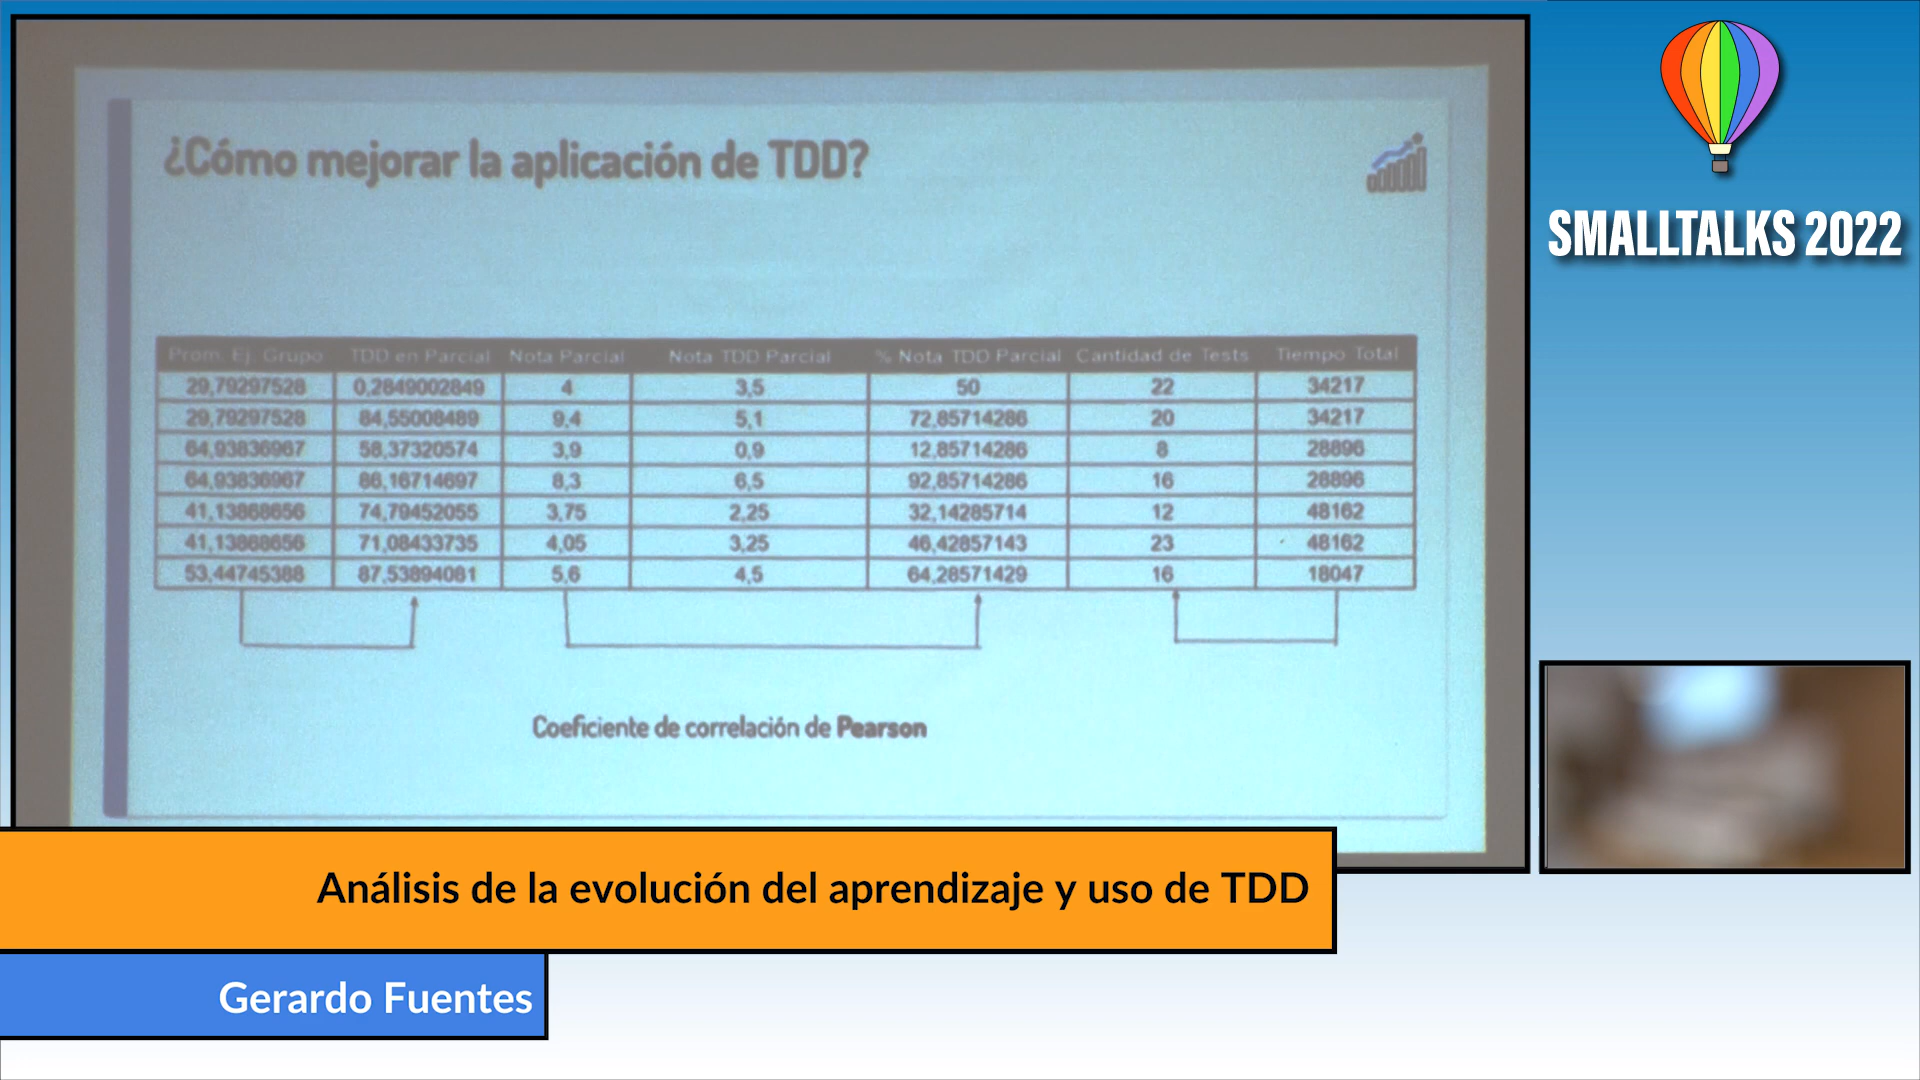 ¿Cómo mejorar la aplicación de TDD?
Prom. Ej. Grupo TDD en Parcial Nota Parcial Nota TDD Parcial % Nota TDD Parcial Cantidad de Tests Tiempo Total
29,79297528 0,2849002849 4 3,5 50 22 34217
29,79297528 84,55008489 9,4 5,1 72,85714286 20 34217
64,93836967 58,37320574 3,9 0,9 12,85714286 8 28896
64,93836967 86,16714697 8,3 6,5 92,85714286 16 28896
41,13868656 74,79452055 3,75 2,25 32,14285714 12 48162
41,13868656 71,08433735 4,05 3,25 46,42857143 23 48162
53,44745388 87,53894081 5,6 4,5 64,28571429 16 18047
Coeficiente de correlación de Pearson
SMALLTALKS 2022
Análisis de la evolución del aprendizaje y uso de TDD
Gerardo Fuentes